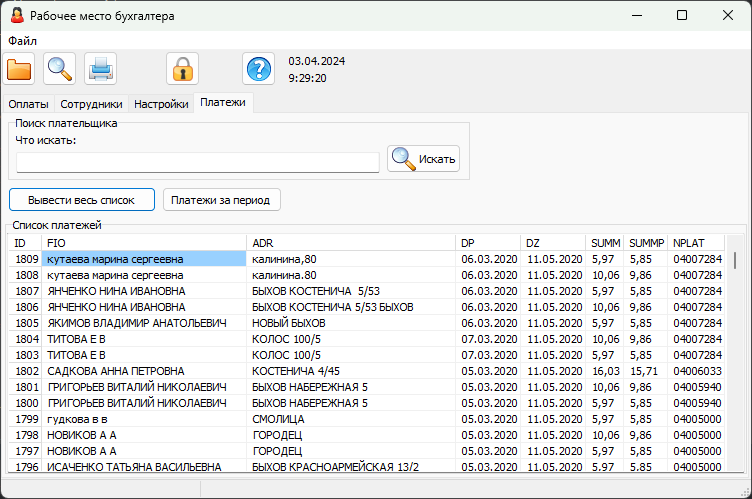 Рабочее место бухгалтера
Файл
03.04.2024
9:29:20
Оплаты Сотрудники Настройки Платежи
Поиск плательщика
Что искать:
Искать
Вывести весь список Платежи за период
Список платежей
ID FIO ADR DP DZ SUMM SUMMP NPLAT
1809 кутаева марина сергеевна калинина,80 06.03.2020 11.05.2020 5,97 5,85 04007284
1808 кутаева марина сергеевна калинина.80 06.03.2020 11.05.2020 10,06 9,86 04007284
1807 ЯНЧЕНКО НИНА ИВАНОВНА БЫХОВ КОСТЕНИЧА 5/53 06.03.2020 11.05.2020 5,97 5,85 04007284
1806 ЯНЧЕНКО НИНА ИВАНОВНА БЫХОВ КОСТЕНИЧА 5/53 БЫХОВ 06.03.2020 11.05.2020 10,06 9,86 04007284
1805 ЯКИМОВ ВЛАДИМИР АНАТОЛЬЕВИЧ НОВЫЙ БЫХОВ 06.03.2020 11.05.2020 5,97 5,85 04007284
1804 ТИТОВА Е В КОЛОС 100/5 07.03.2020 11.05.2020 10,06 9,86 04007284
1803 ТИТОВА Е В КОЛОС 100/5 07.03.2020 11.05.2020 5,97 5,85 04007284
1802 САДКОВА АННА ПЕТРОВНА КОСТЕНИЧА 4/45 05.03.2020 11.05.2020 16,03 15,71 04006033
1801 ГРИГОРЬЕВ ВИТАЛИЙ НИКОЛАЕВИЧ БЫХОВ НАБЕРЕЖНАЯ 5 05.03.2020 11.05.2020 10,06 9,86 04005940
1800 ГРИГОРЬЕВ ВИТАЛИЙ НИКОЛАЕВИЧ БЫХОВ НАБЕРЕЖНАЯ 5 05.03.2020 11.05.2020 5,97 5,85 04005940
1799 гудкова в в СМОЛИЦА 05.03.2020 11.05.2020 5,97 5,85 04005000
1798 НОВИКОВ А А ГОРОДЕЦ 05.03.2020 11.05.2020 10,06 9,86 04005000
1797 НОВИКОВ А А ГОРОДЕЦ 05.03.2020 11.05.2020 5,97 5,85 04005000
1796 ИСАЧЕНКО ТАТЬЯНА ВАСИЛЬЕВНА БЫХОВ КРАСНОАРМЕЙСКАЯ 13/2 05.03.2020 11.05.2020 5,97 5,85 04005000